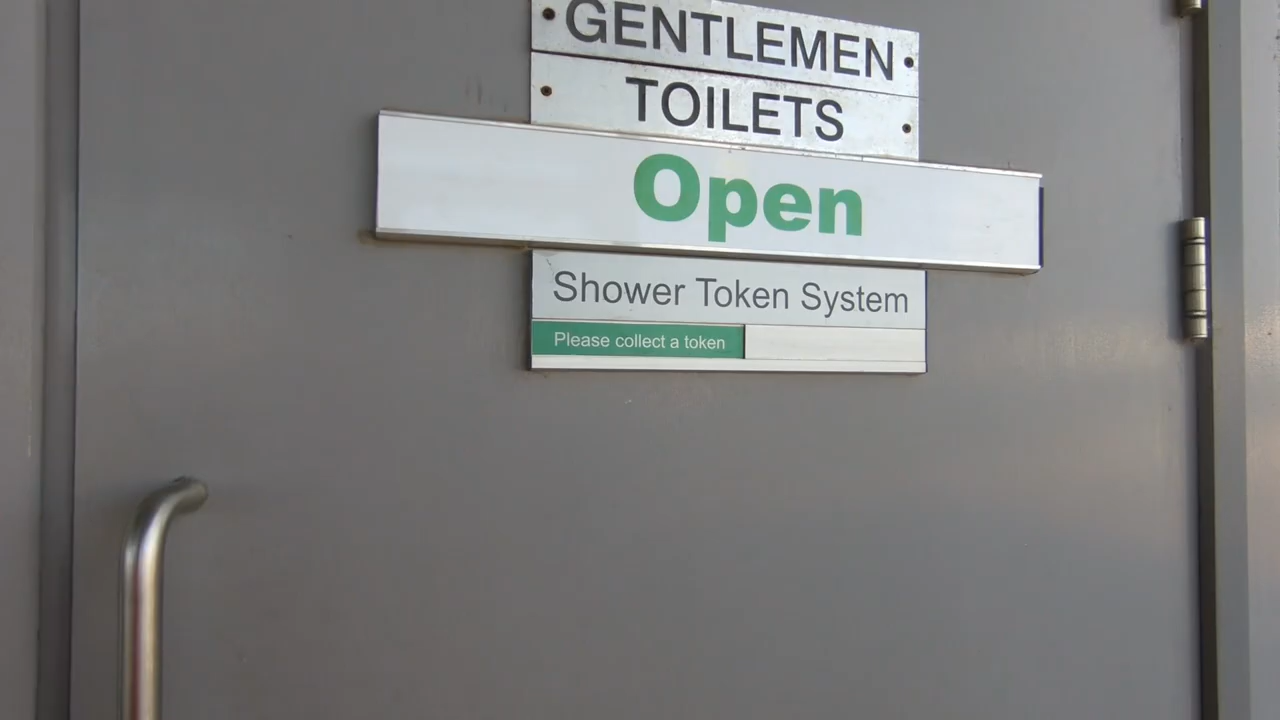 GENTLEMEN
TOILETS
Open
Shower Token System
Please collect a token